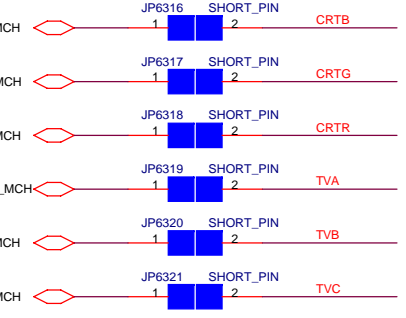 JP6316 SHORT_PIN
MCH 1 2 CRTB
JP6317 SHORT_PIN
MCH 1 2 CRTG
JP6318 SHORT_PIN
MCH 1 2 CRTR
JP6319 SHORT_PIN
_MCH 1 2 TVA
JP6320 SHORT_PIN
MCH 1 2 TVB
JP6321 SHORT_PIN
MCH 1 2 TVC